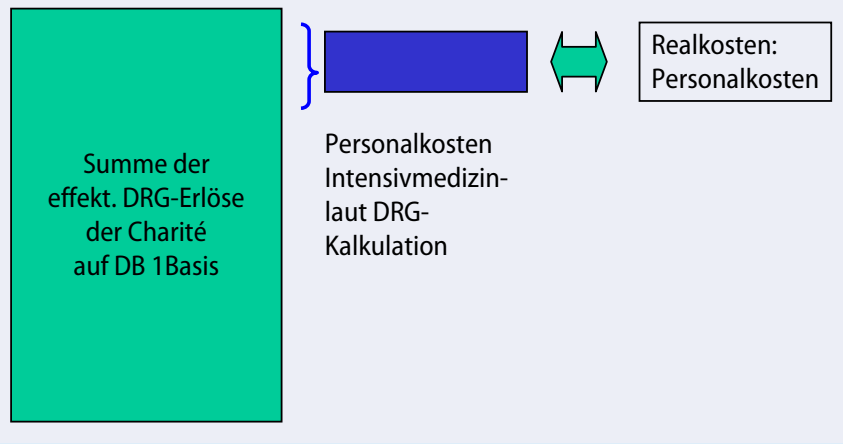 Summe der
effekt. DRG-Erlöse
der Charité
auf DB 1Basis
Personalkosten
Intensivmedizin-
laut DRG-
Kalkulation
Realkosten:
Personalkosten